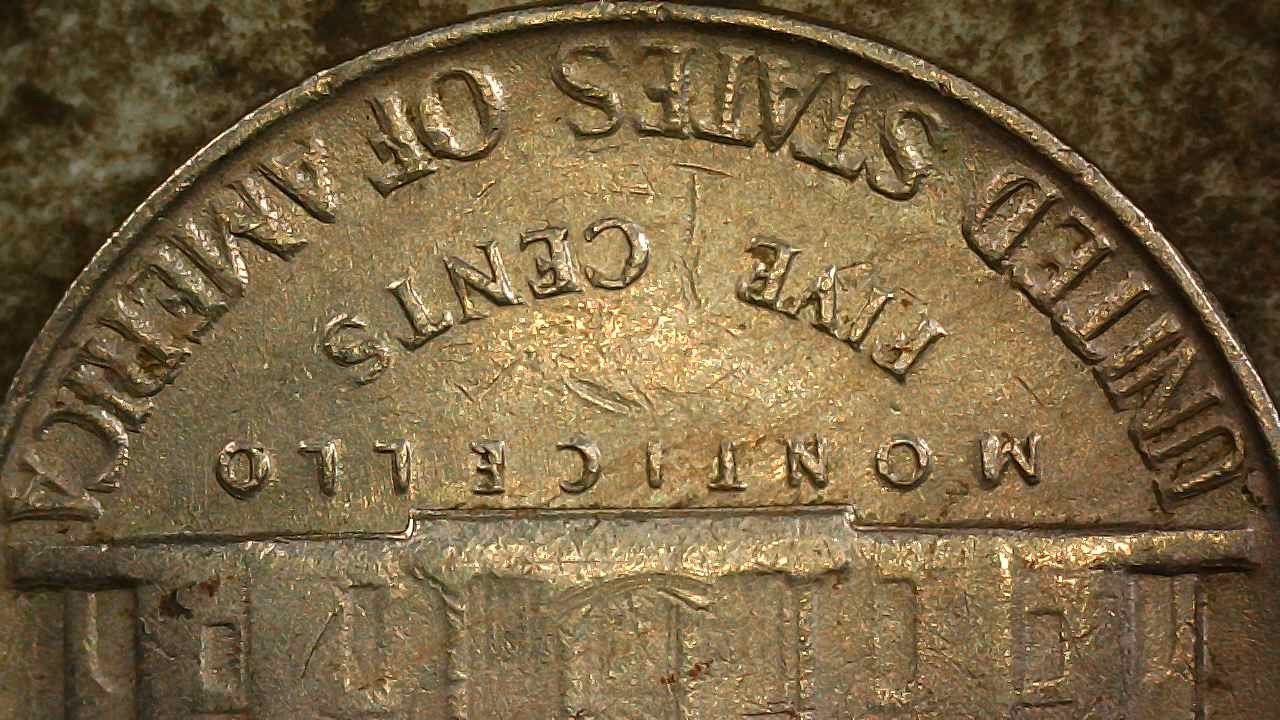 MONTICELLO
FIVE CENTS
UNITED STATES OF AMERICA